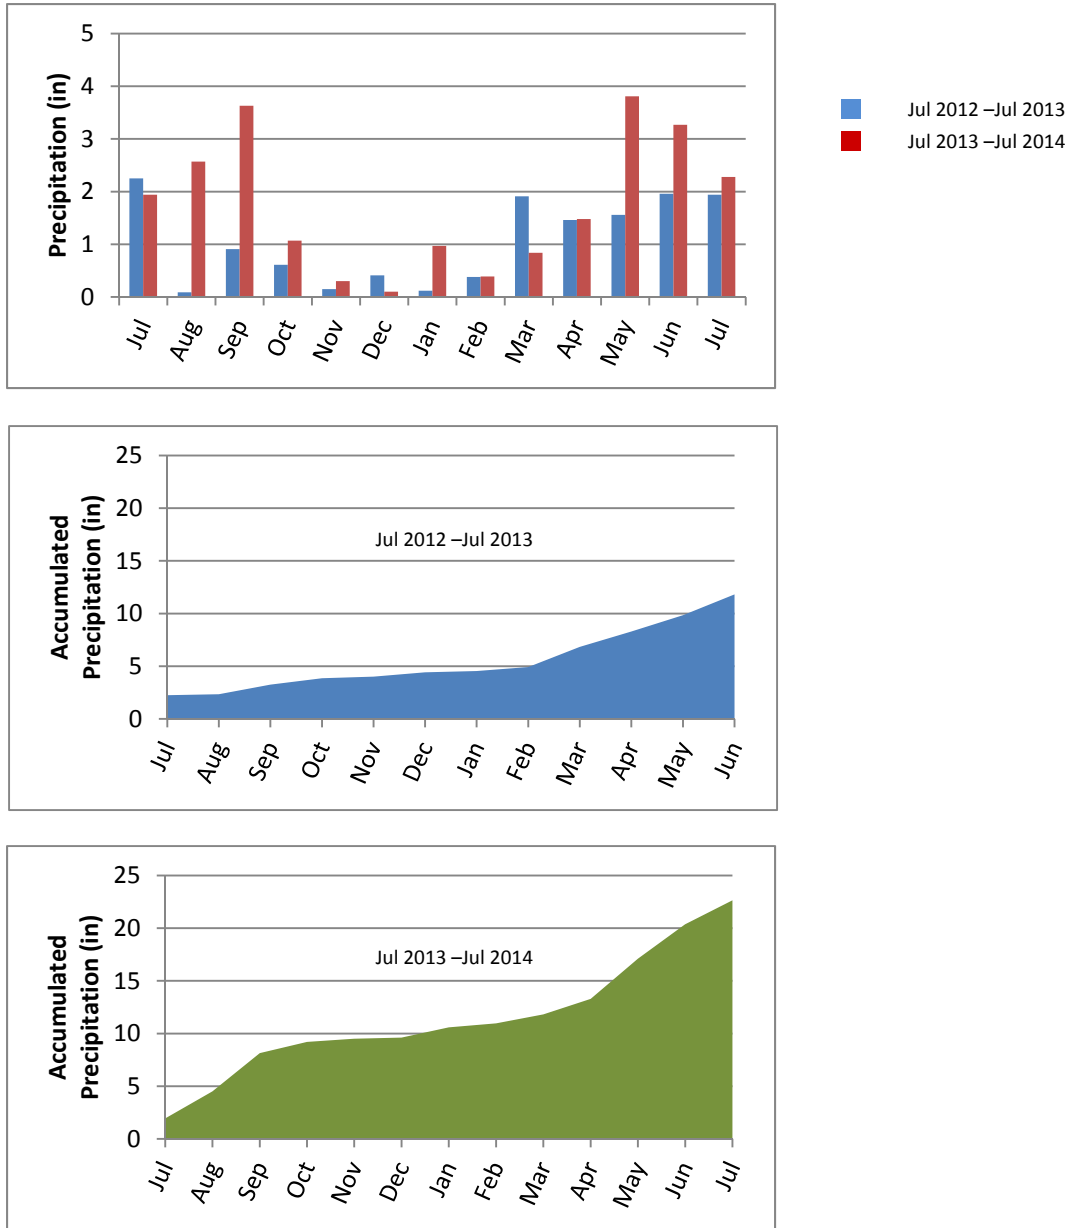 5
4
3
2
1
0
Precipitation (in)
Jul Aug Sep Oct Nov Dec Jan Feb Mar Apr May Jun Jul
Jul 2012 –Jul 2013
Jul 2013 –Jul 2014
25
20
15
10
5
0
Accumulated
Precipitation (in)
Jul 2012 –Jul 2013
Jul Aug Sep Oct Nov Dec Jan Feb Mar Apr May Jun
25
20
15
10
5
0
Accumulated
Precipitation (in)
Jul 2013 –Jul 2014
Jul Aug Sep Oct Nov Dec Jan Feb Mar Apr May Jun Jul